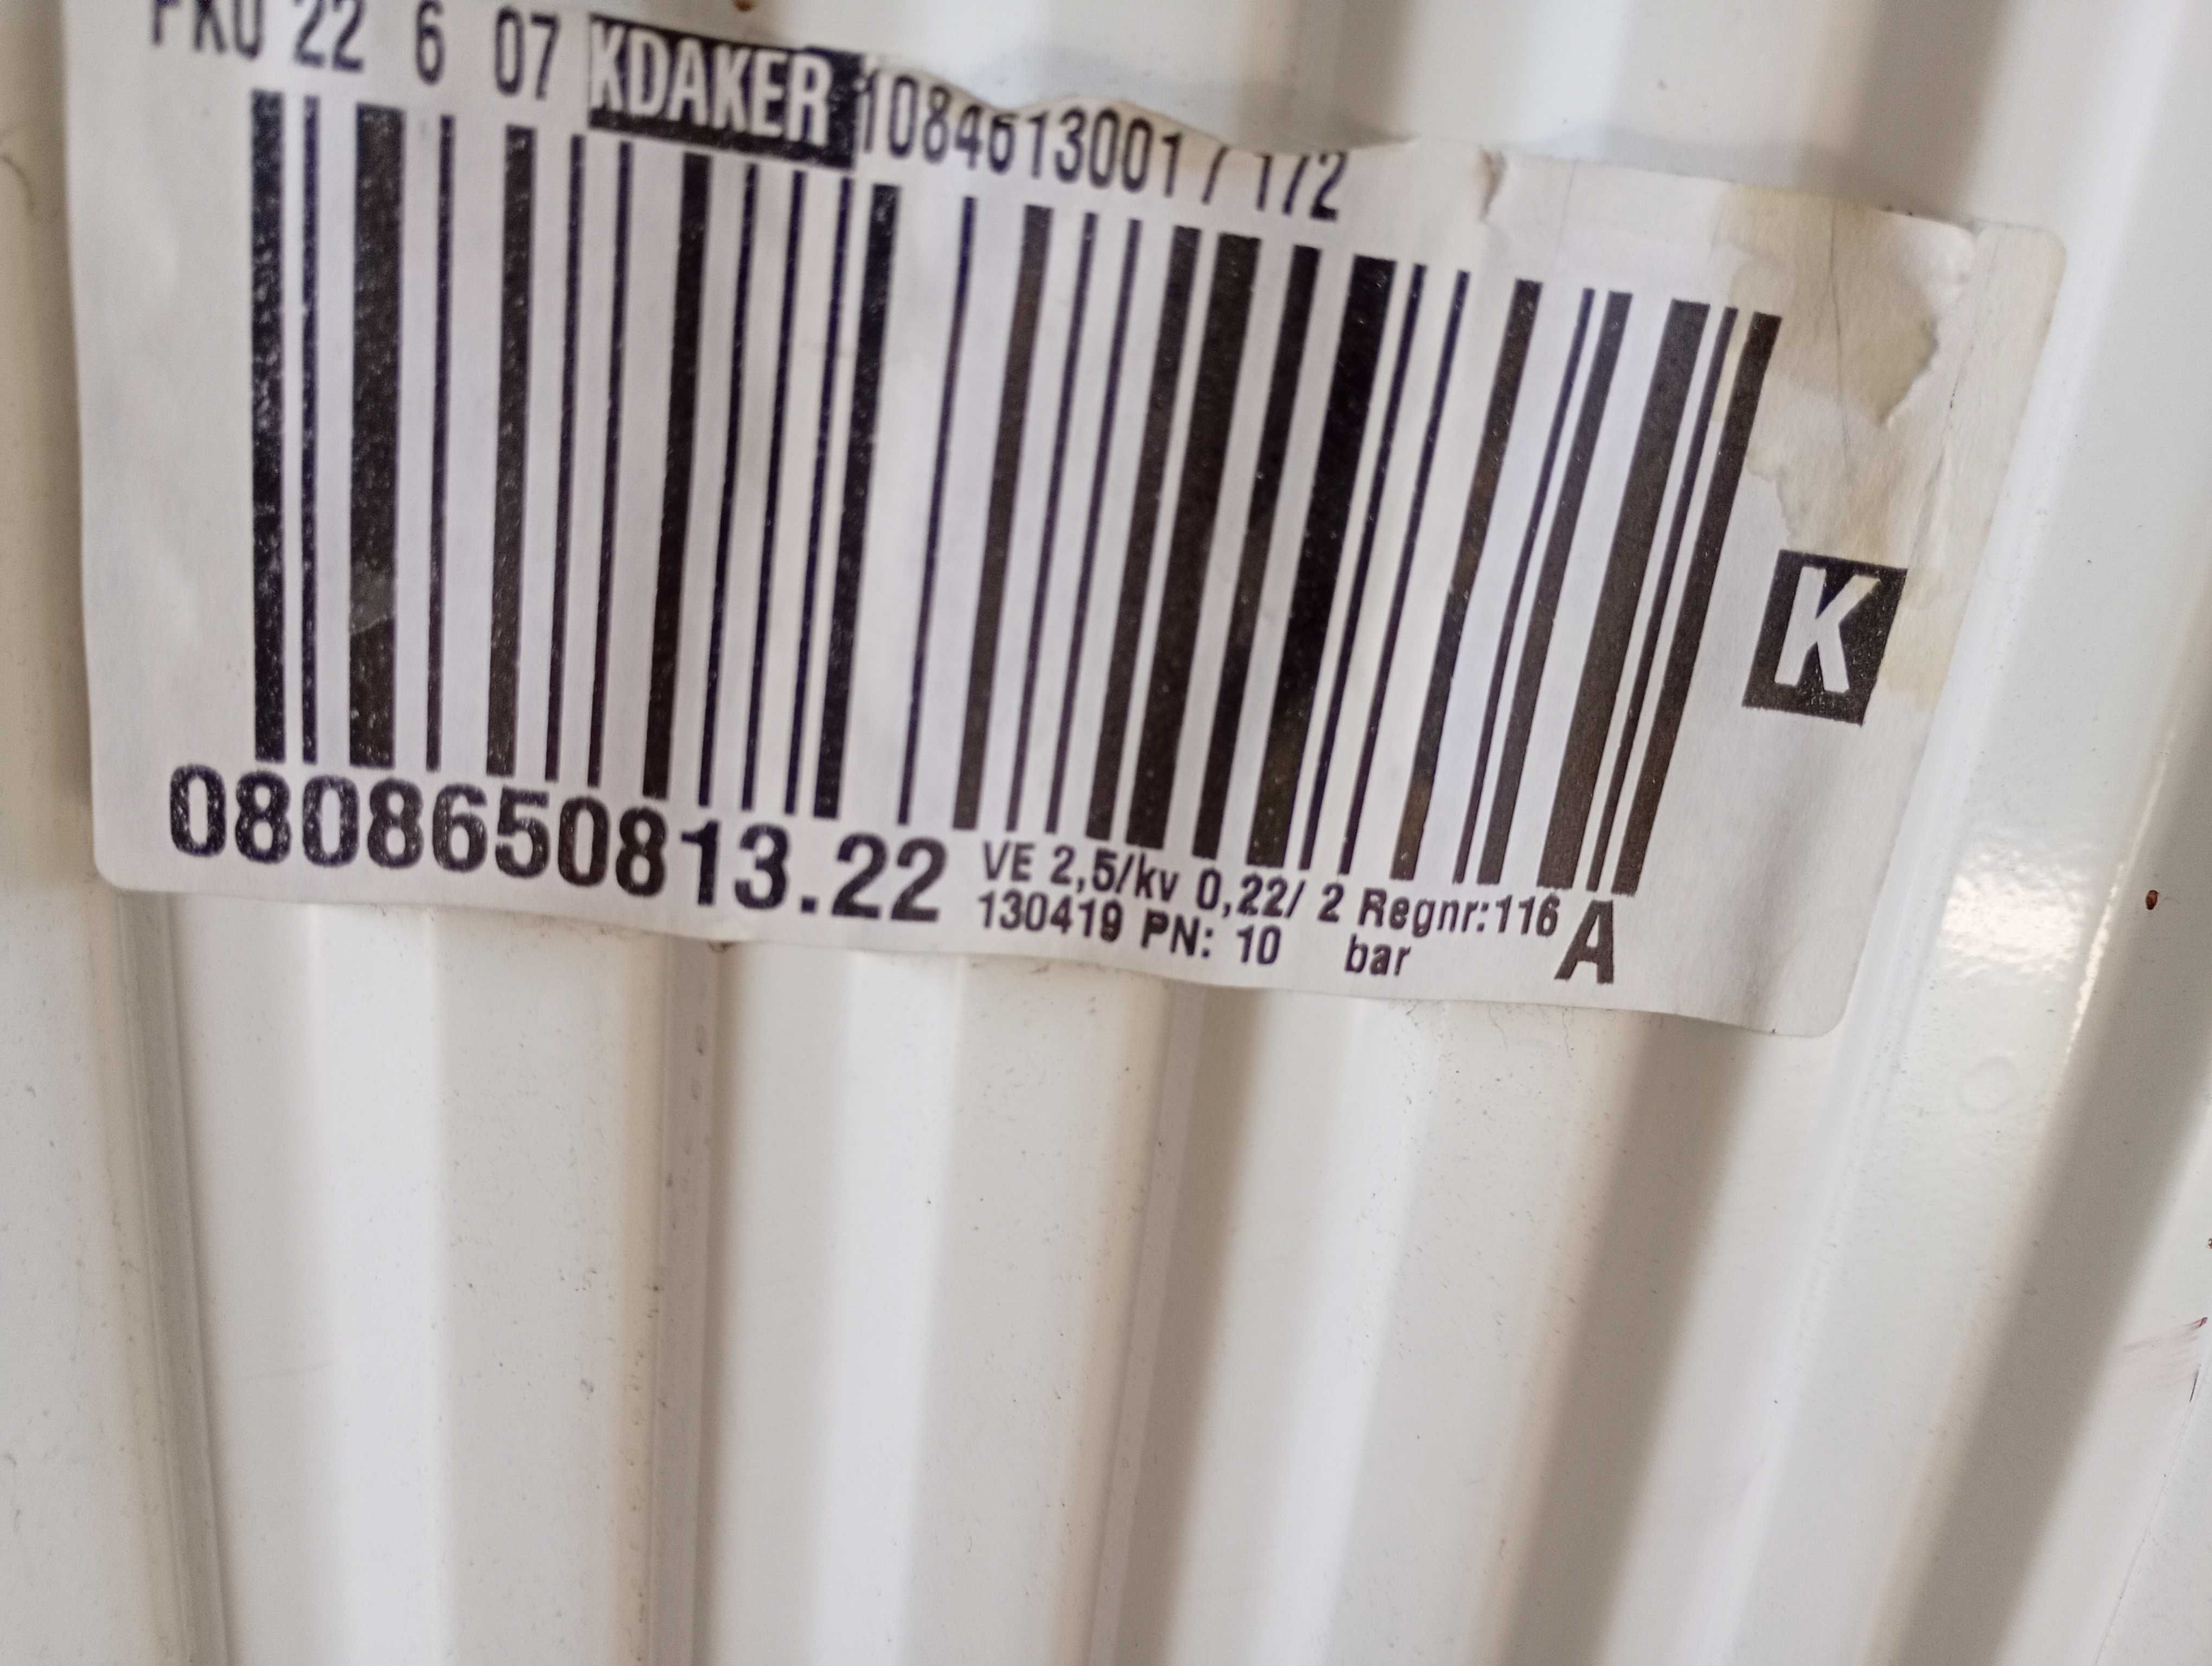 FK0 22 6 07 KDAKER 1084613001 / 1/2
K
0808650813.22 VE 2,5/kv 0,22/ 2 Regnr:116 A
130419 PN: 10 bar